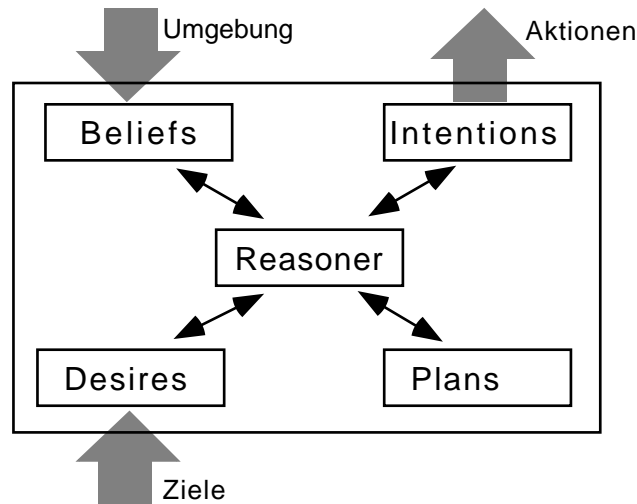 Umgebung
Aktionen
Beliefs
Intentions
Reasoner
Desires
Plans
Ziele